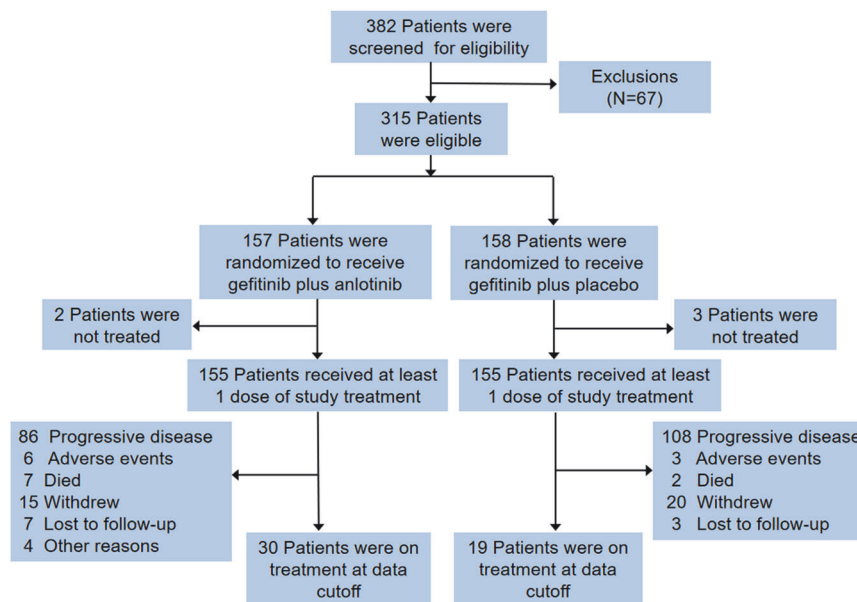 382 Patients were
screened for eligibility
Exclusions
(N=67)
315 Patients
were eligible
157 Patients were
randomized to receive
gefitinib plus anlotinib
158 Patients were
randomized to receive
gefitinib plus placebo
2 Patients were
not treated
3 Patients were
not treated
155 Patients received at least
1 dose of study treatment
155 Patients received at least
1 dose of study treatment
86 Progressive disease
6 Adverse events
7 Died
15 Withdrew
7 Lost to follow-up
4 Other reasons
108 Progressive disease
3 Adverse events
2 Died
20 Withdrew
3 Lost to follow-up
30 Patients were on
treatment at data
cutoff
19 Patients were on
treatment at data
cutoff